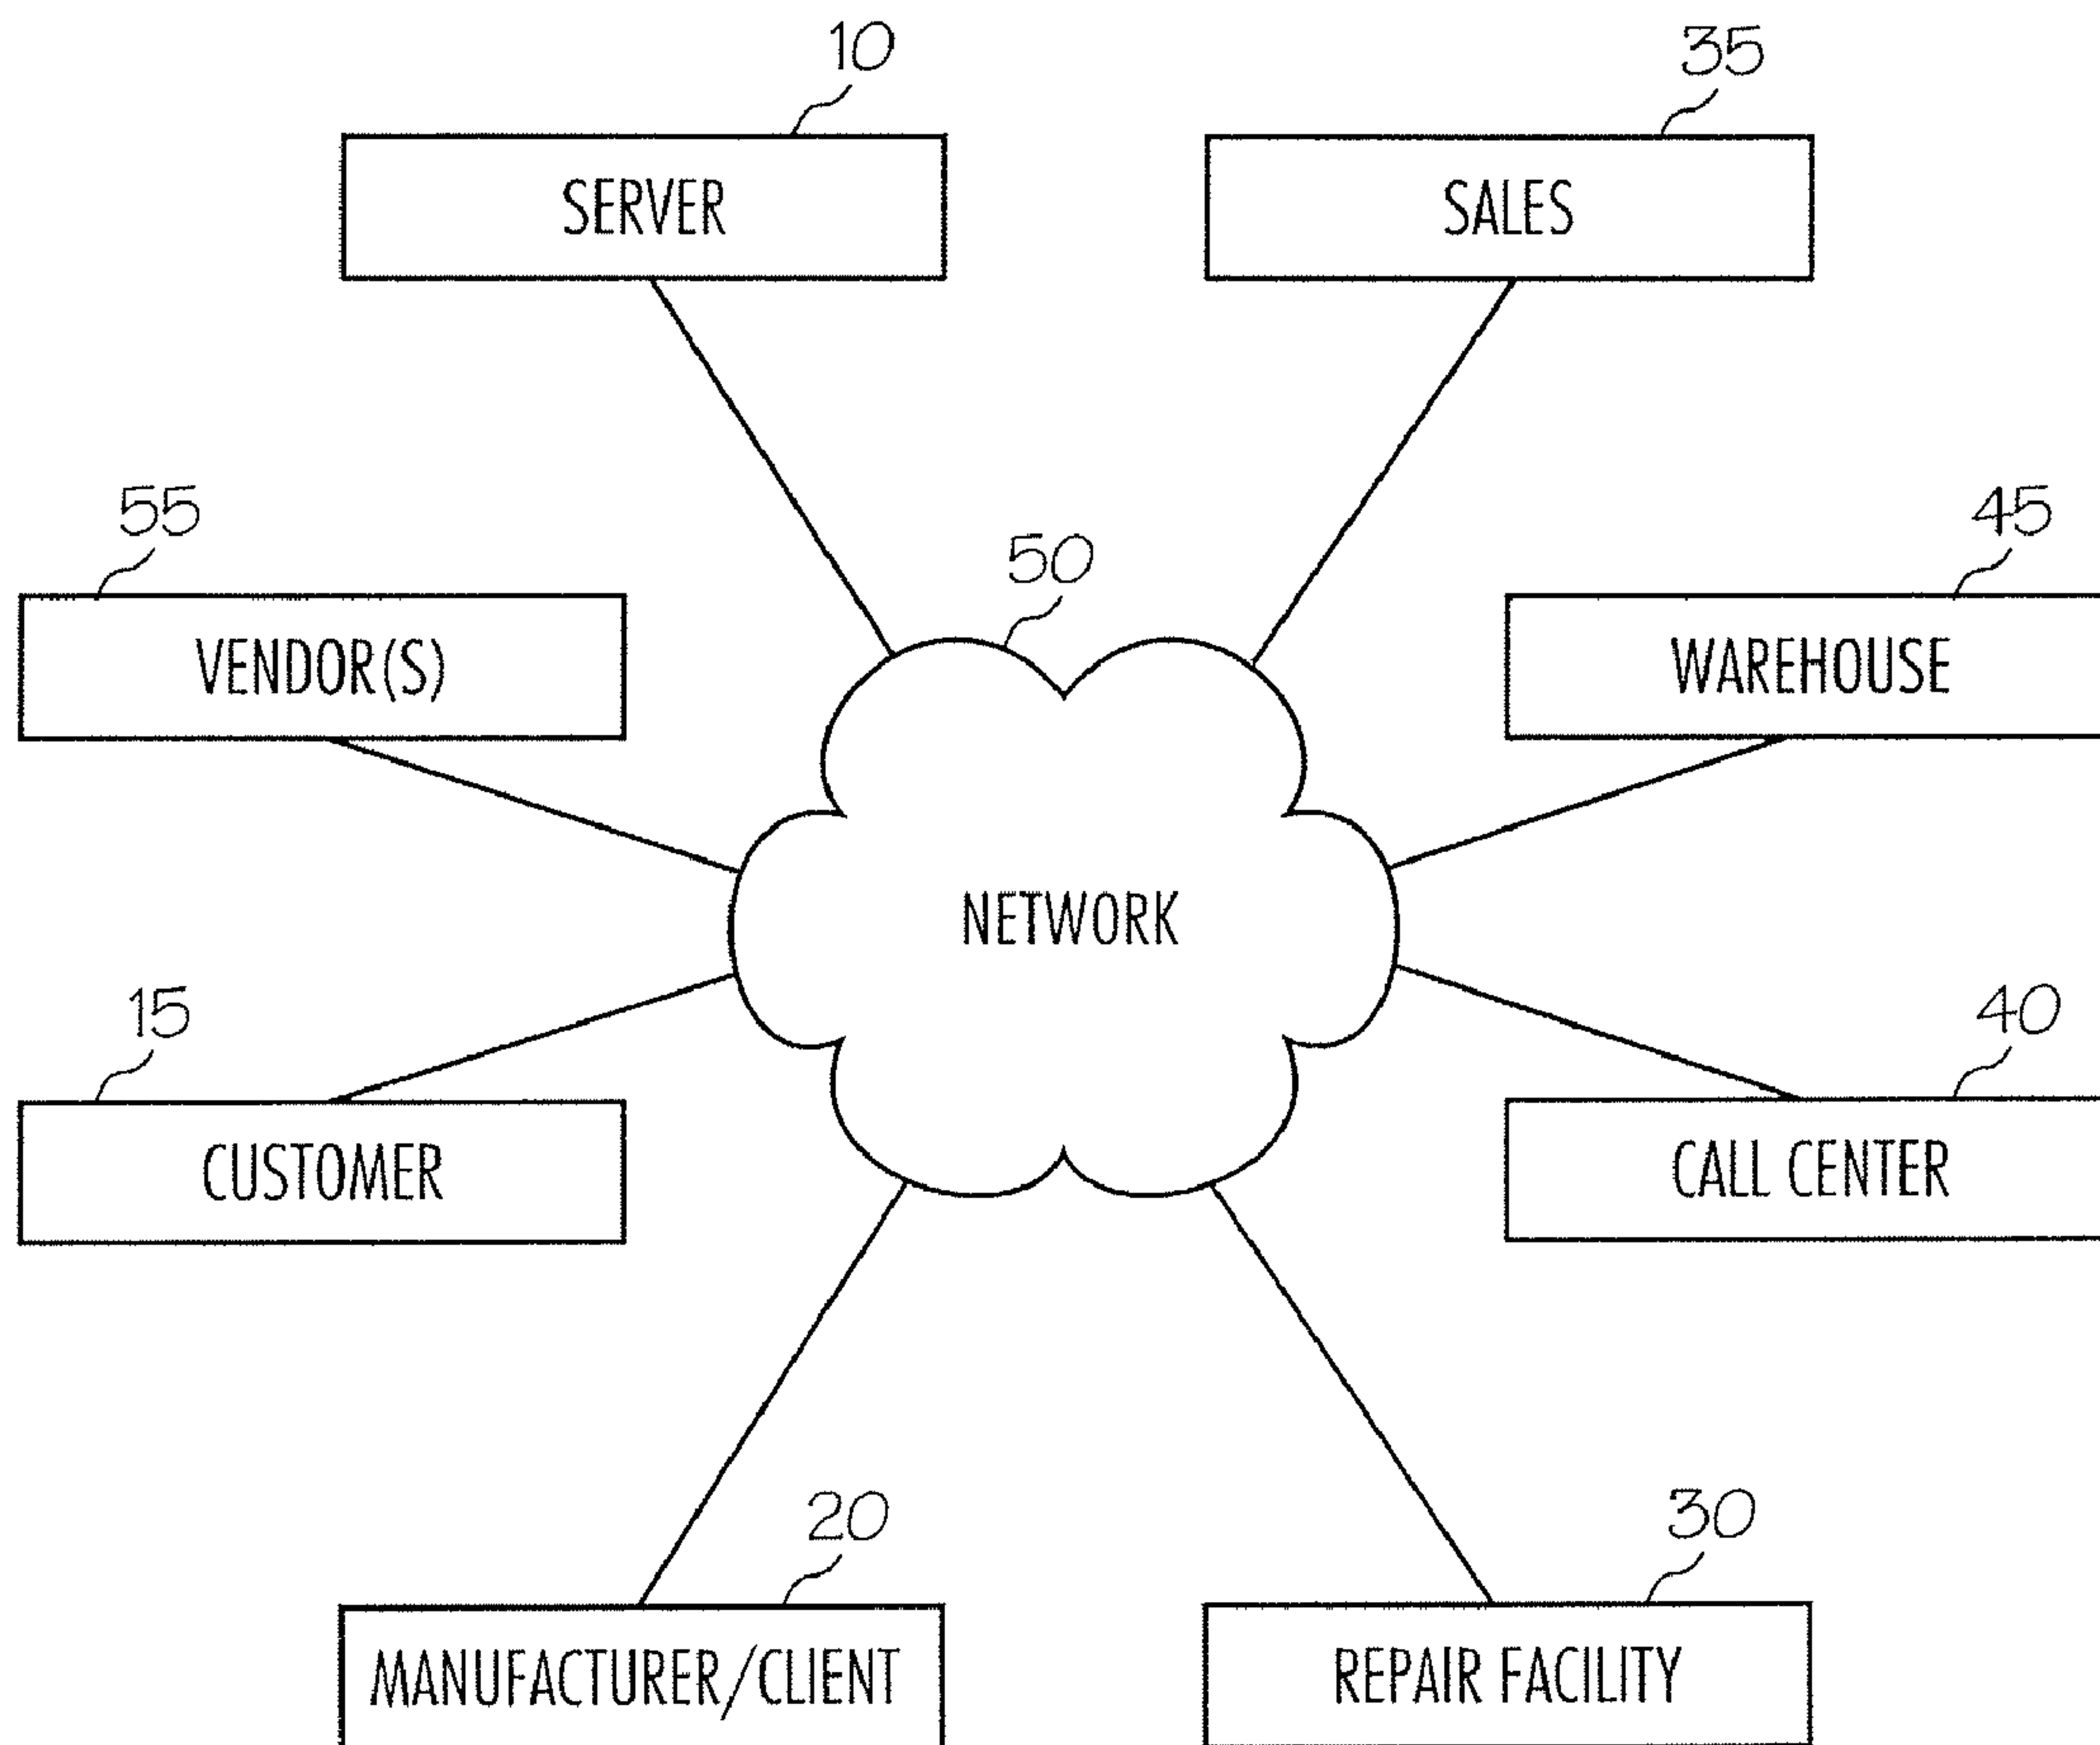 10
35
SERVER
SALES
55
50
45
VENDOR(S)
WAREHOUSE
NETWORK
15
40
CUSTOMER
CALL CENTER
20
30
MANUFACTURER/CLIENT
REPAIR FACILITY